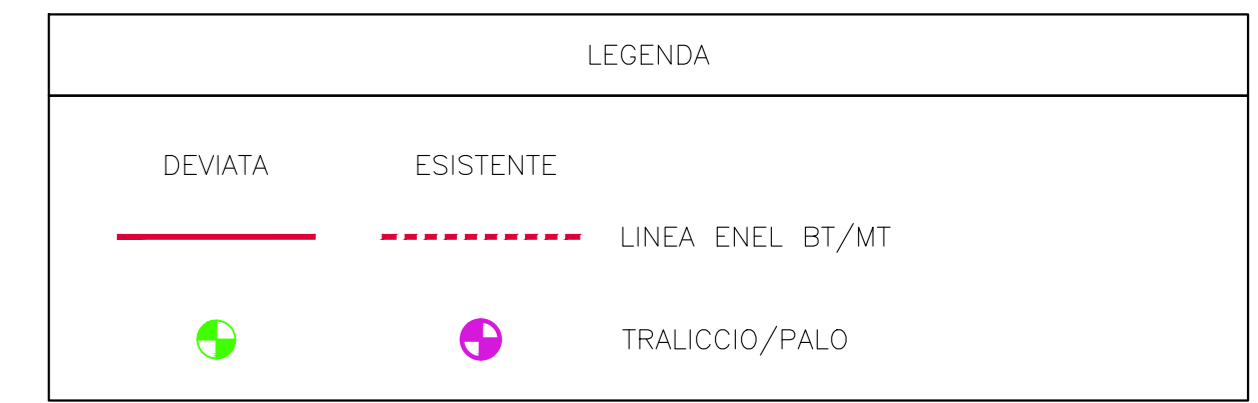 LEGENDA
DEVIATA ESISTENTE
LINEA ENEL BT/MT
TRALICCIO/PALO